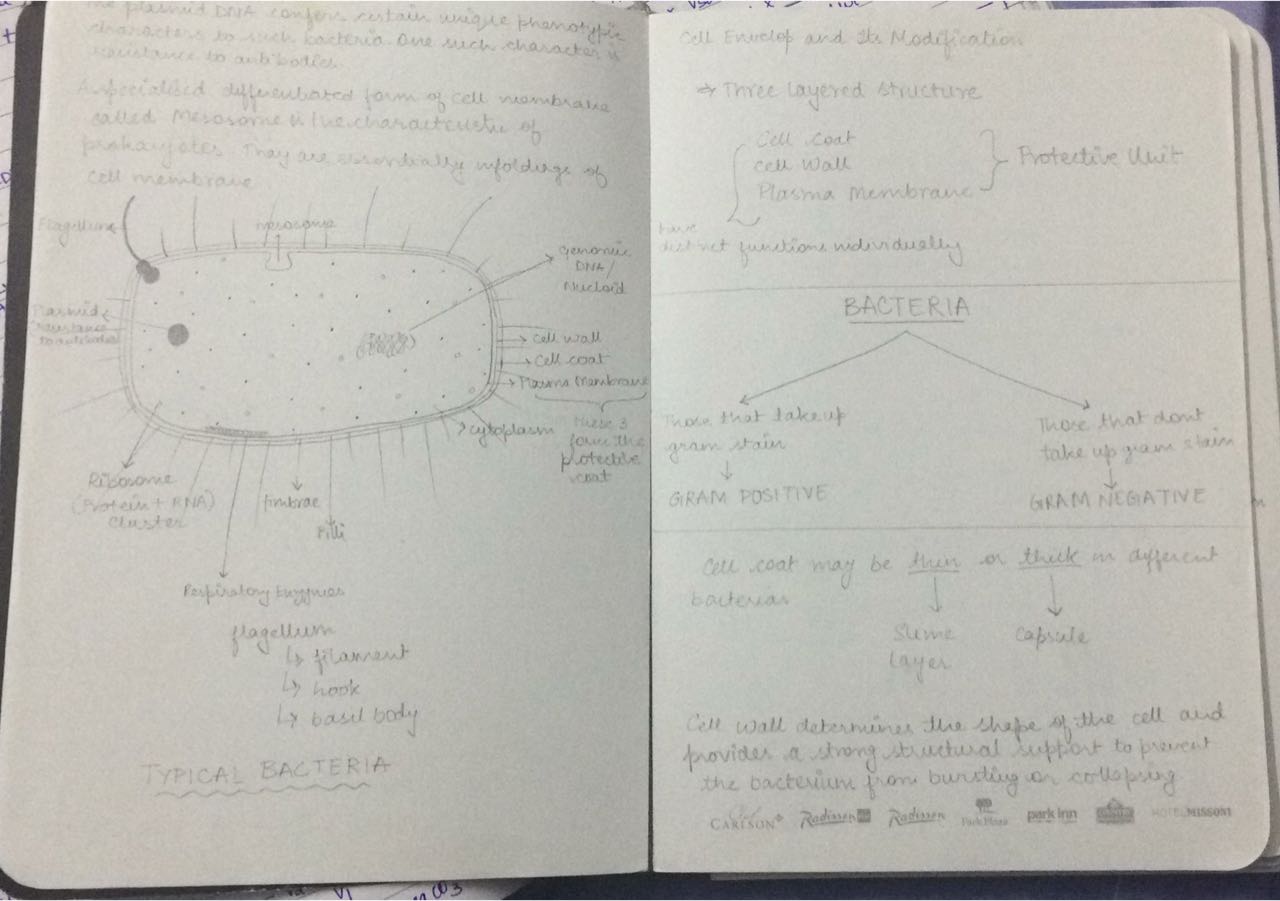 The plasmid DNA confers certain unique phenotypic
characters to such bacteria. One such character is
resistance to antibodies.
A specialised differentiated form of cell membrane
called Mesosome is the characteristic of
prokaryotes. They are essentially infoldings of
cell membrane
Flagellum
mesosome
Genomic
DNA/
Nucloid
Plasmid
resistance
to antibodies
Cell wall
Cell coat
Plasma Membrane
cytoplasm
these 3
form the
protective
coat
Ribosome
(Protein + RNA)
Cluster
fimbrae
Pilli
Respiratory Enzymes
flagellum
↳ filament
↳ hook
↳ basil body
TYPICAL BACTERIA
Cell Envelop and Its Modification
⇒ Three layered structure
Cell coat
cell Wall
Plasma Membrane
Protective Unit
have
distinct functions individually
BACTERIA
Those that take up
gram stain
GRAM POSITIVE
Those that dont
take up gram stain
GRAM NEGATIVE
Cell coat may be thin or thick in different
bacterias
Slime
layer
capsule
Cell wall determines the shape of the cell and
provides a strong structural support to prevent
the bacterium from bursting or collapsing
CARLSON Radisson Radisson Park Plaza park inn HOTEL MISSONI